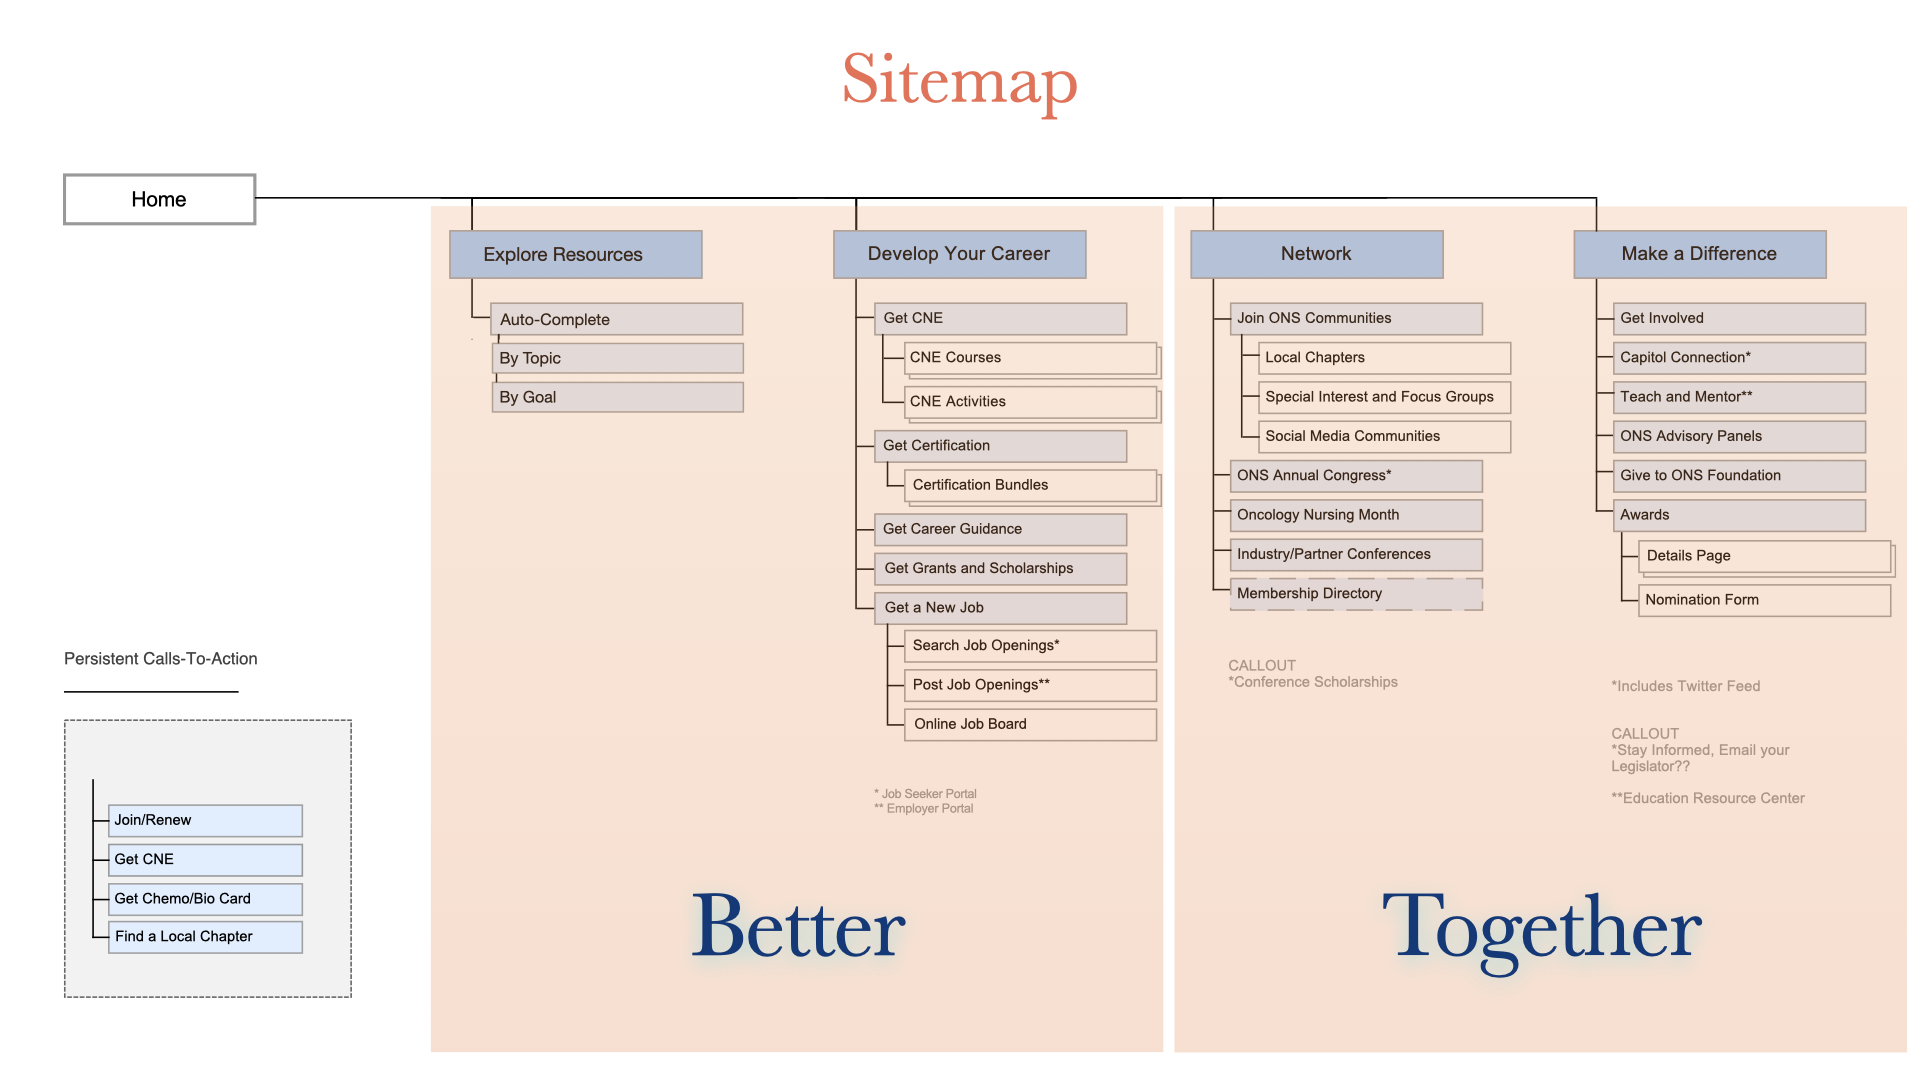 Sitemap
Home
Explore Resources
Auto-Complete
By Topic
By Goal
Develop Your Career
Get CNE
CNE Courses
CNE Activities
Get Certification
Certification Bundles
Get Career Guidance
Get Grants and Scholarships
Get a New Job
Search Job Openings*
Post Job Openings**
Online Job Board
* Job Seeker Portal
** Employer Portal
Better
Network
Join ONS Communities
Local Chapters
Special Interest and Focus Groups
Social Media Communities
ONS Annual Congress*
Oncology Nursing Month
Industry/Partner Conferences
Membership Directory
CALLOUT
*Conference Scholarships
Make a Difference
Get Involved
Capitol Connection*
Teach and Mentor**
ONS Advisory Panels
Give to ONS Foundation
Awards
Details Page
Nomination Form
*Includes Twitter Feed
CALLOUT
*Stay Informed, Email your
Legislator??
**Education Resource Center
Together
Persistent Calls-To-Action
Join/Renew
Get CNE
Get Chemo/Bio Card
Find a Local Chapter